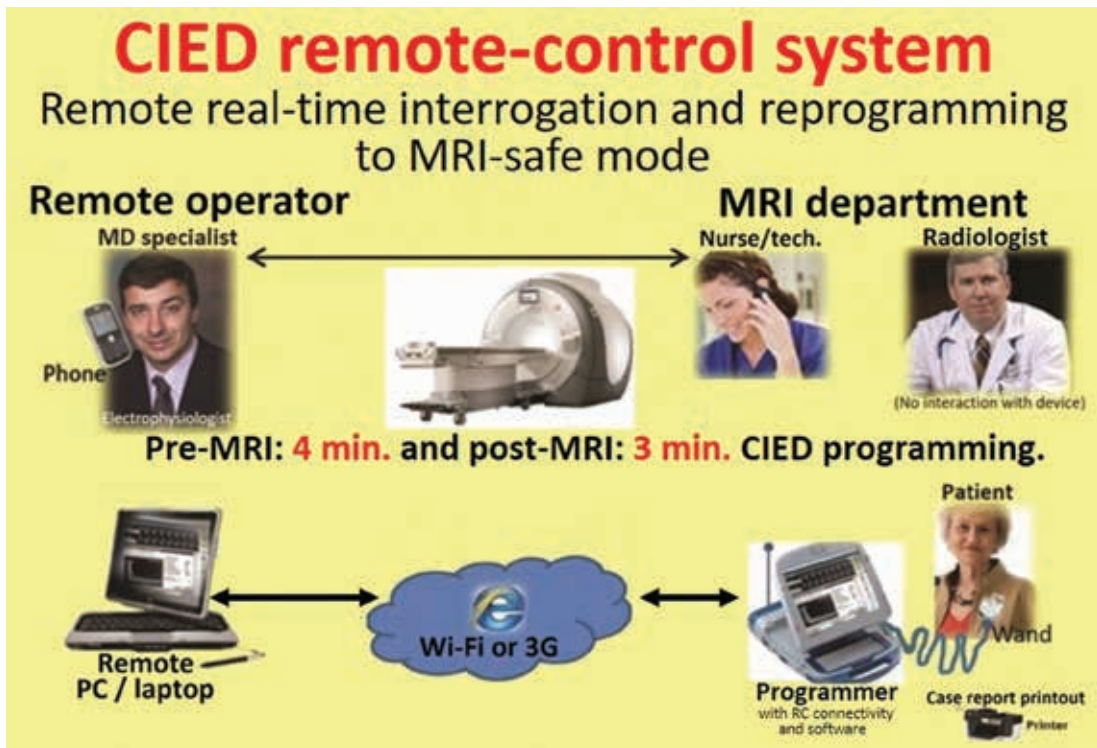 CIED remote-control system
Remote real-time interrogation and reprogramming
to MRI-safe mode
Remote operator
MD specialist
Phone
Electrophysiologist
MRI department
Nurse/tech.
Radiologist
(No interaction with device)
Pre-MRI: 4 min. and post-MRI: 3 min. CIED programming.
Remote
PC / laptop
Wi-Fi or 3G
Programmer
with RC connectivity
and software
Patient
Wand
Case report printout
Printer